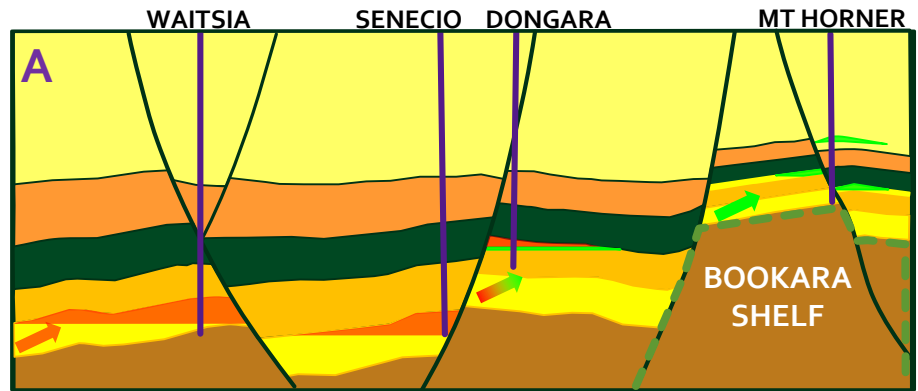 WAITSIA SENECIO DONGARA MT HORNER
A
BOOKARA
SHELF